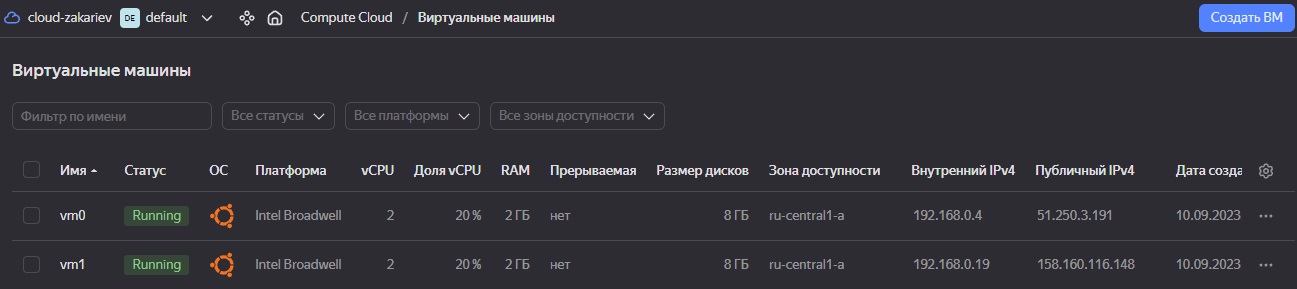 cloud-zakariev DE default Compute Cloud / Виртуальные машины Создать ВМ
Виртуальные машины
Фильтр по имени Все статусы Все платформы Все зоны доступности
Имя Статус ОС Платформа vCPU Доля vCPU RAM Прерываемая Размер дисков Зона доступности Внутренний IPv4 Публичный IPv4 Дата созда
vm0 Running Intel Broadwell 2 20 % 2 ГБ нет 8 ГБ ru-central1-a 192.168.0.4 51.250.3.191 10.09.2023
vm1 Running Intel Broadwell 2 20 % 2 ГБ нет 8 ГБ ru-central1-a 192.168.0.19 158.160.116.148 10.09.2023